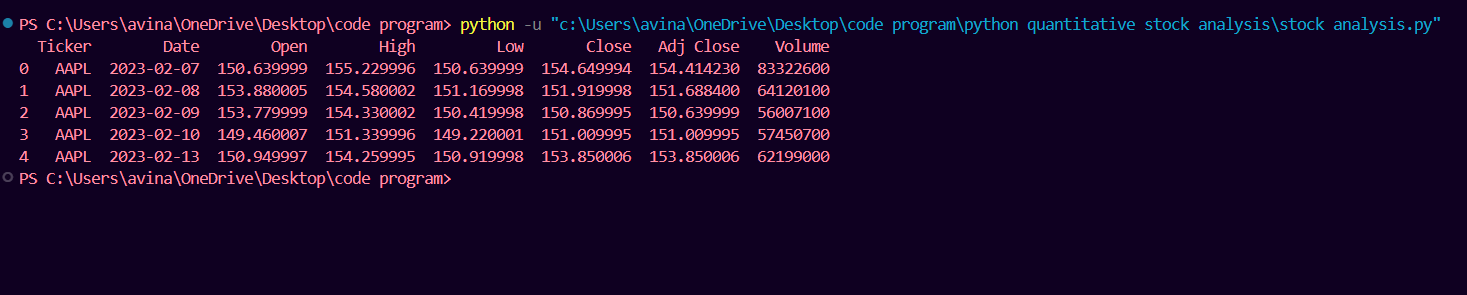 PS C:\Users\avina\OneDrive\Desktop\code program> python -u "c:\Users\avina\OneDrive\Desktop\code program\python quantitative stock analysis\stock analysis.py"
Ticker Date Open High Low Close Adj Close Volume
0 AAPL 2023-02-07 150.639999 155.229996 150.639999 154.649994 154.414230 83322600
1 AAPL 2023-02-08 153.880005 154.580002 151.169998 151.919998 151.688400 64120100
2 AAPL 2023-02-09 153.779999 154.330002 150.419998 150.869995 150.639999 56007100
3 AAPL 2023-02-10 149.460007 151.339996 149.220001 151.009995 151.009995 57450700
4 AAPL 2023-02-13 150.949997 154.259995 150.919998 153.850006 153.850006 62199000
PS C:\Users\avina\OneDrive\Desktop\code program>